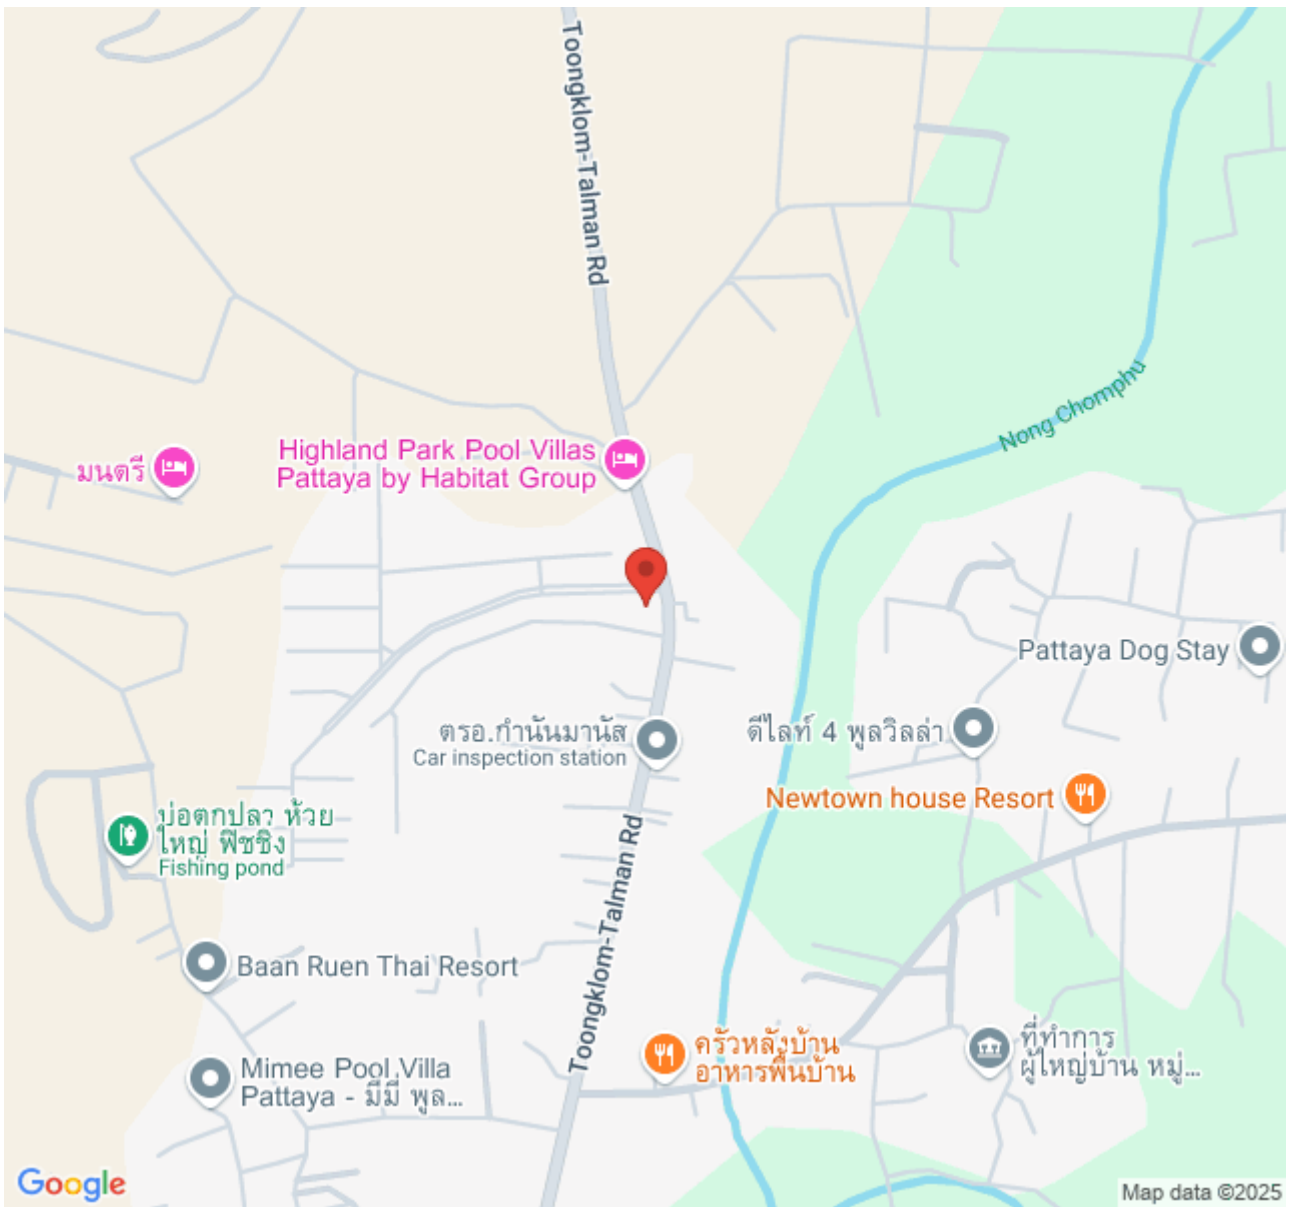 Toongklom-Talman Rd
Nong Chomphu
Highland Park Pool Villas
Pattaya by Habitat Group
มนตรี
Pattaya Dog Stay
ตรอ.กำนันมานัส
Car inspection station
ดีไลท์ 4 พูลวิลล่า
Newtown house Resort
บ่อตกปลา ห้วย
ใหญ่ ฟิชชิ่ง
Fishing pond
Toongklom-Talman Rd
Baan Ruen Thai Resort
ครัวหลังบ้าน
อาหารพื้นบ้าน
ที่ทำการ
ผู้ใหญ่บ้าน หมู่...
Mimee Pool Villa
Pattaya - มีมี่ พูล...
Google
Map data ©2025